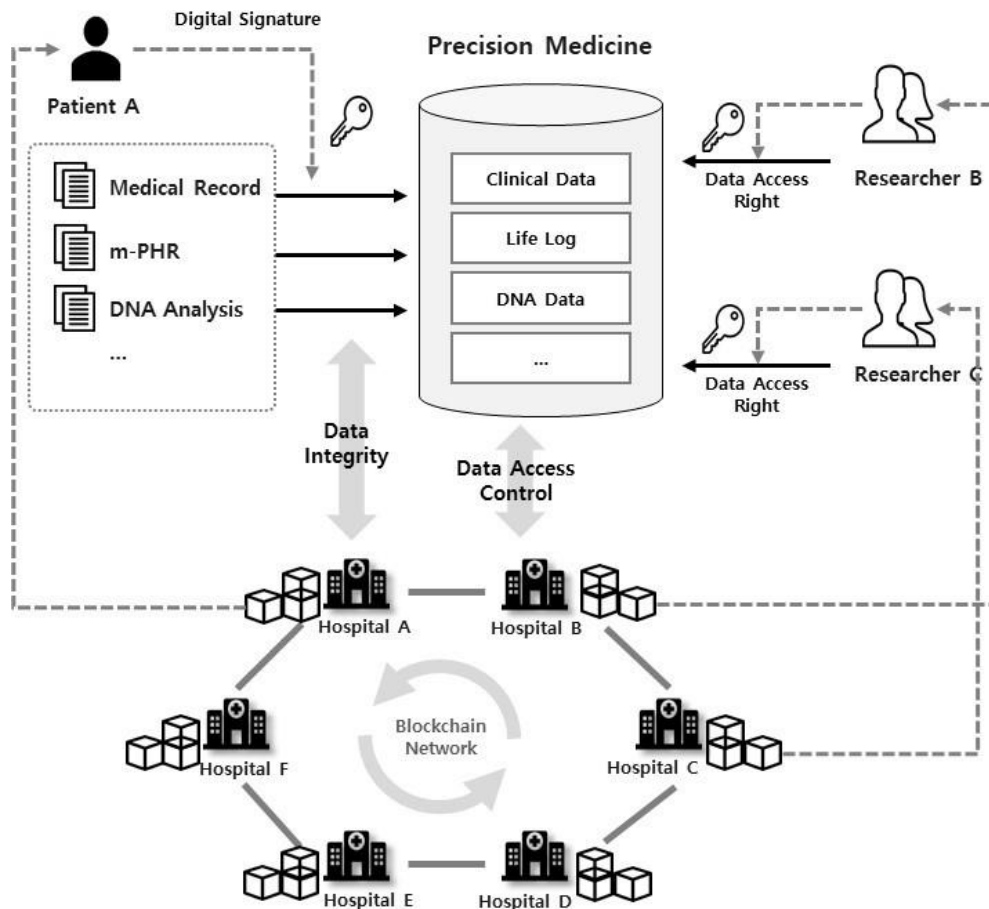 Digital Signature
Precision Medicine
Patient A
Medical Record
m-PHR
DNA Analysis
...
Clinical Data
Life Log
DNA Data
...
Data Access
Right
Researcher B
Data Access
Right
Researcher C
Data
Integrity
Data Access
Control
Hospital A
Hospital B
Blockchain
Network
Hospital F
Hospital C
Hospital E
Hospital D